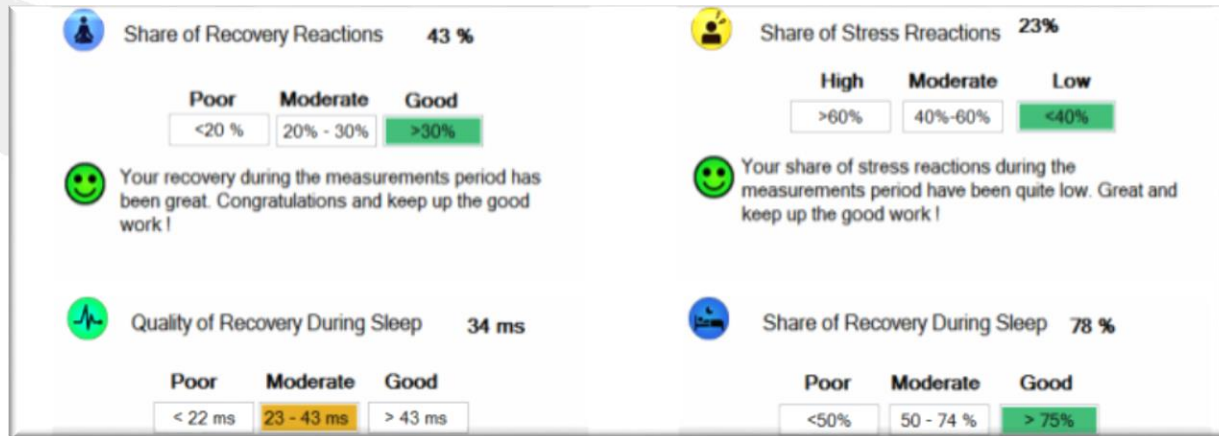 Share of Recovery Reactions 43 %
Poor Moderate Good
<20 % 20% - 30% >30%
Your recovery during the measurements period has
been great. Congratulations and keep up the good
work !
Share of Stress Rreactions 23%
High Moderate Low
>60% 40%-60% <40%
Your share of stress reactions during the
measurements period have been quite low. Great and
keep up the good work !
Quality of Recovery During Sleep 34 ms
Poor Moderate Good
< 22 ms 23 - 43 ms > 43 ms
Share of Recovery During Sleep 78 %
Poor Moderate Good
<50% 50 - 74 % > 75%